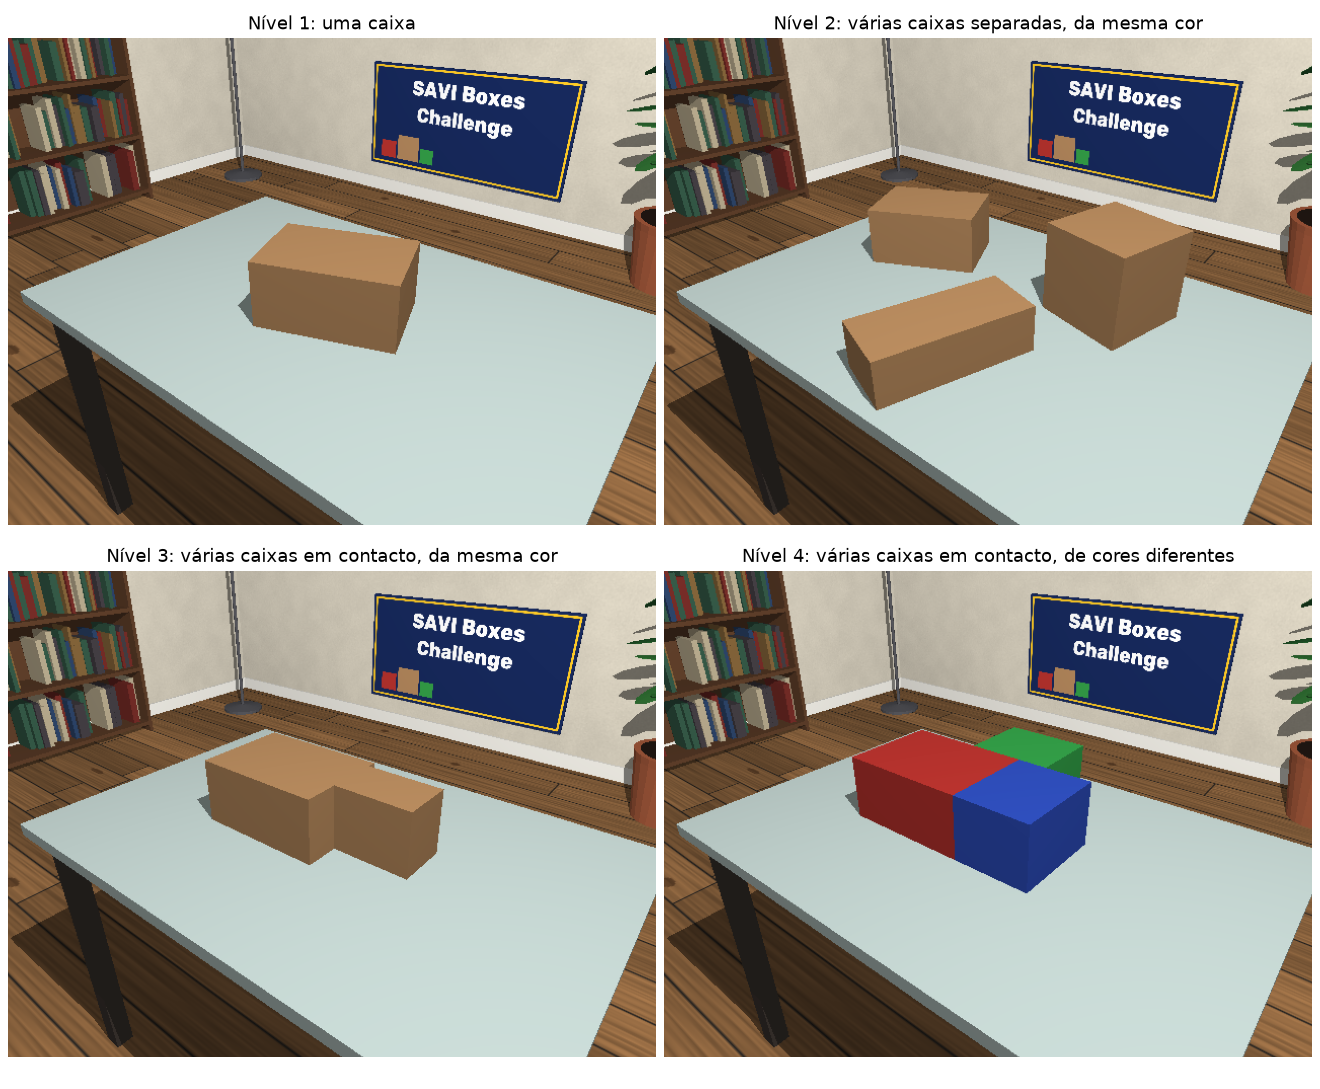 Nível 1: uma caixa
SAVI Boxes
Challenge
Nível 2: várias caixas separadas, da mesma cor
SAVI Boxes
Challenge
Nível 3: várias caixas em contacto, da mesma cor
SAVI Boxes
Challenge
Nível 4: várias caixas em contacto, de cores diferentes
SAVI Boxes
Challenge